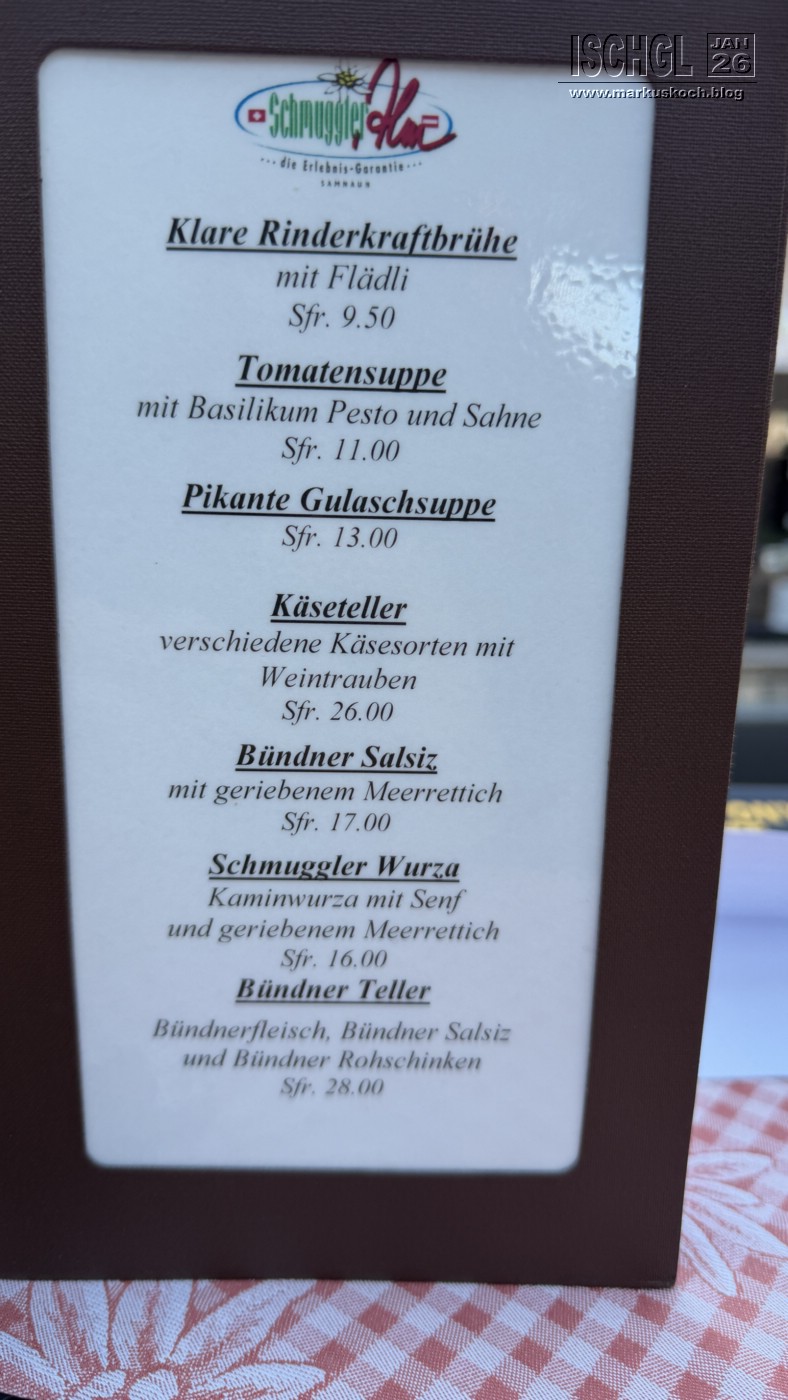 ISCHGL JAN 26
www.markuskoch.blog
Schmuggler Alm
...die Erlebnis-Garantie...
SAMNAUN
Klare Rinderkraftbrühe
mit Flädli
Sfr. 9.50
Tomatensuppe
mit Basilikum Pesto und Sahne
Sfr. 11.00
Pikante Gulaschsuppe
Sfr. 13.00
Käseteller
verschiedene Käsesorten mit
Weintrauben
Sfr. 26.00
Bündner Salsiz
mit geriebenem Meerrettich
Sfr. 17.00
Schmuggler Wurza
Kaminwurza mit Senf
und geriebenem Meerrettich
Sfr. 16.00
Bündner Teller
Bündnerfleisch, Bündner Salsiz
und Bündner Rohschinken
Sfr. 28.00